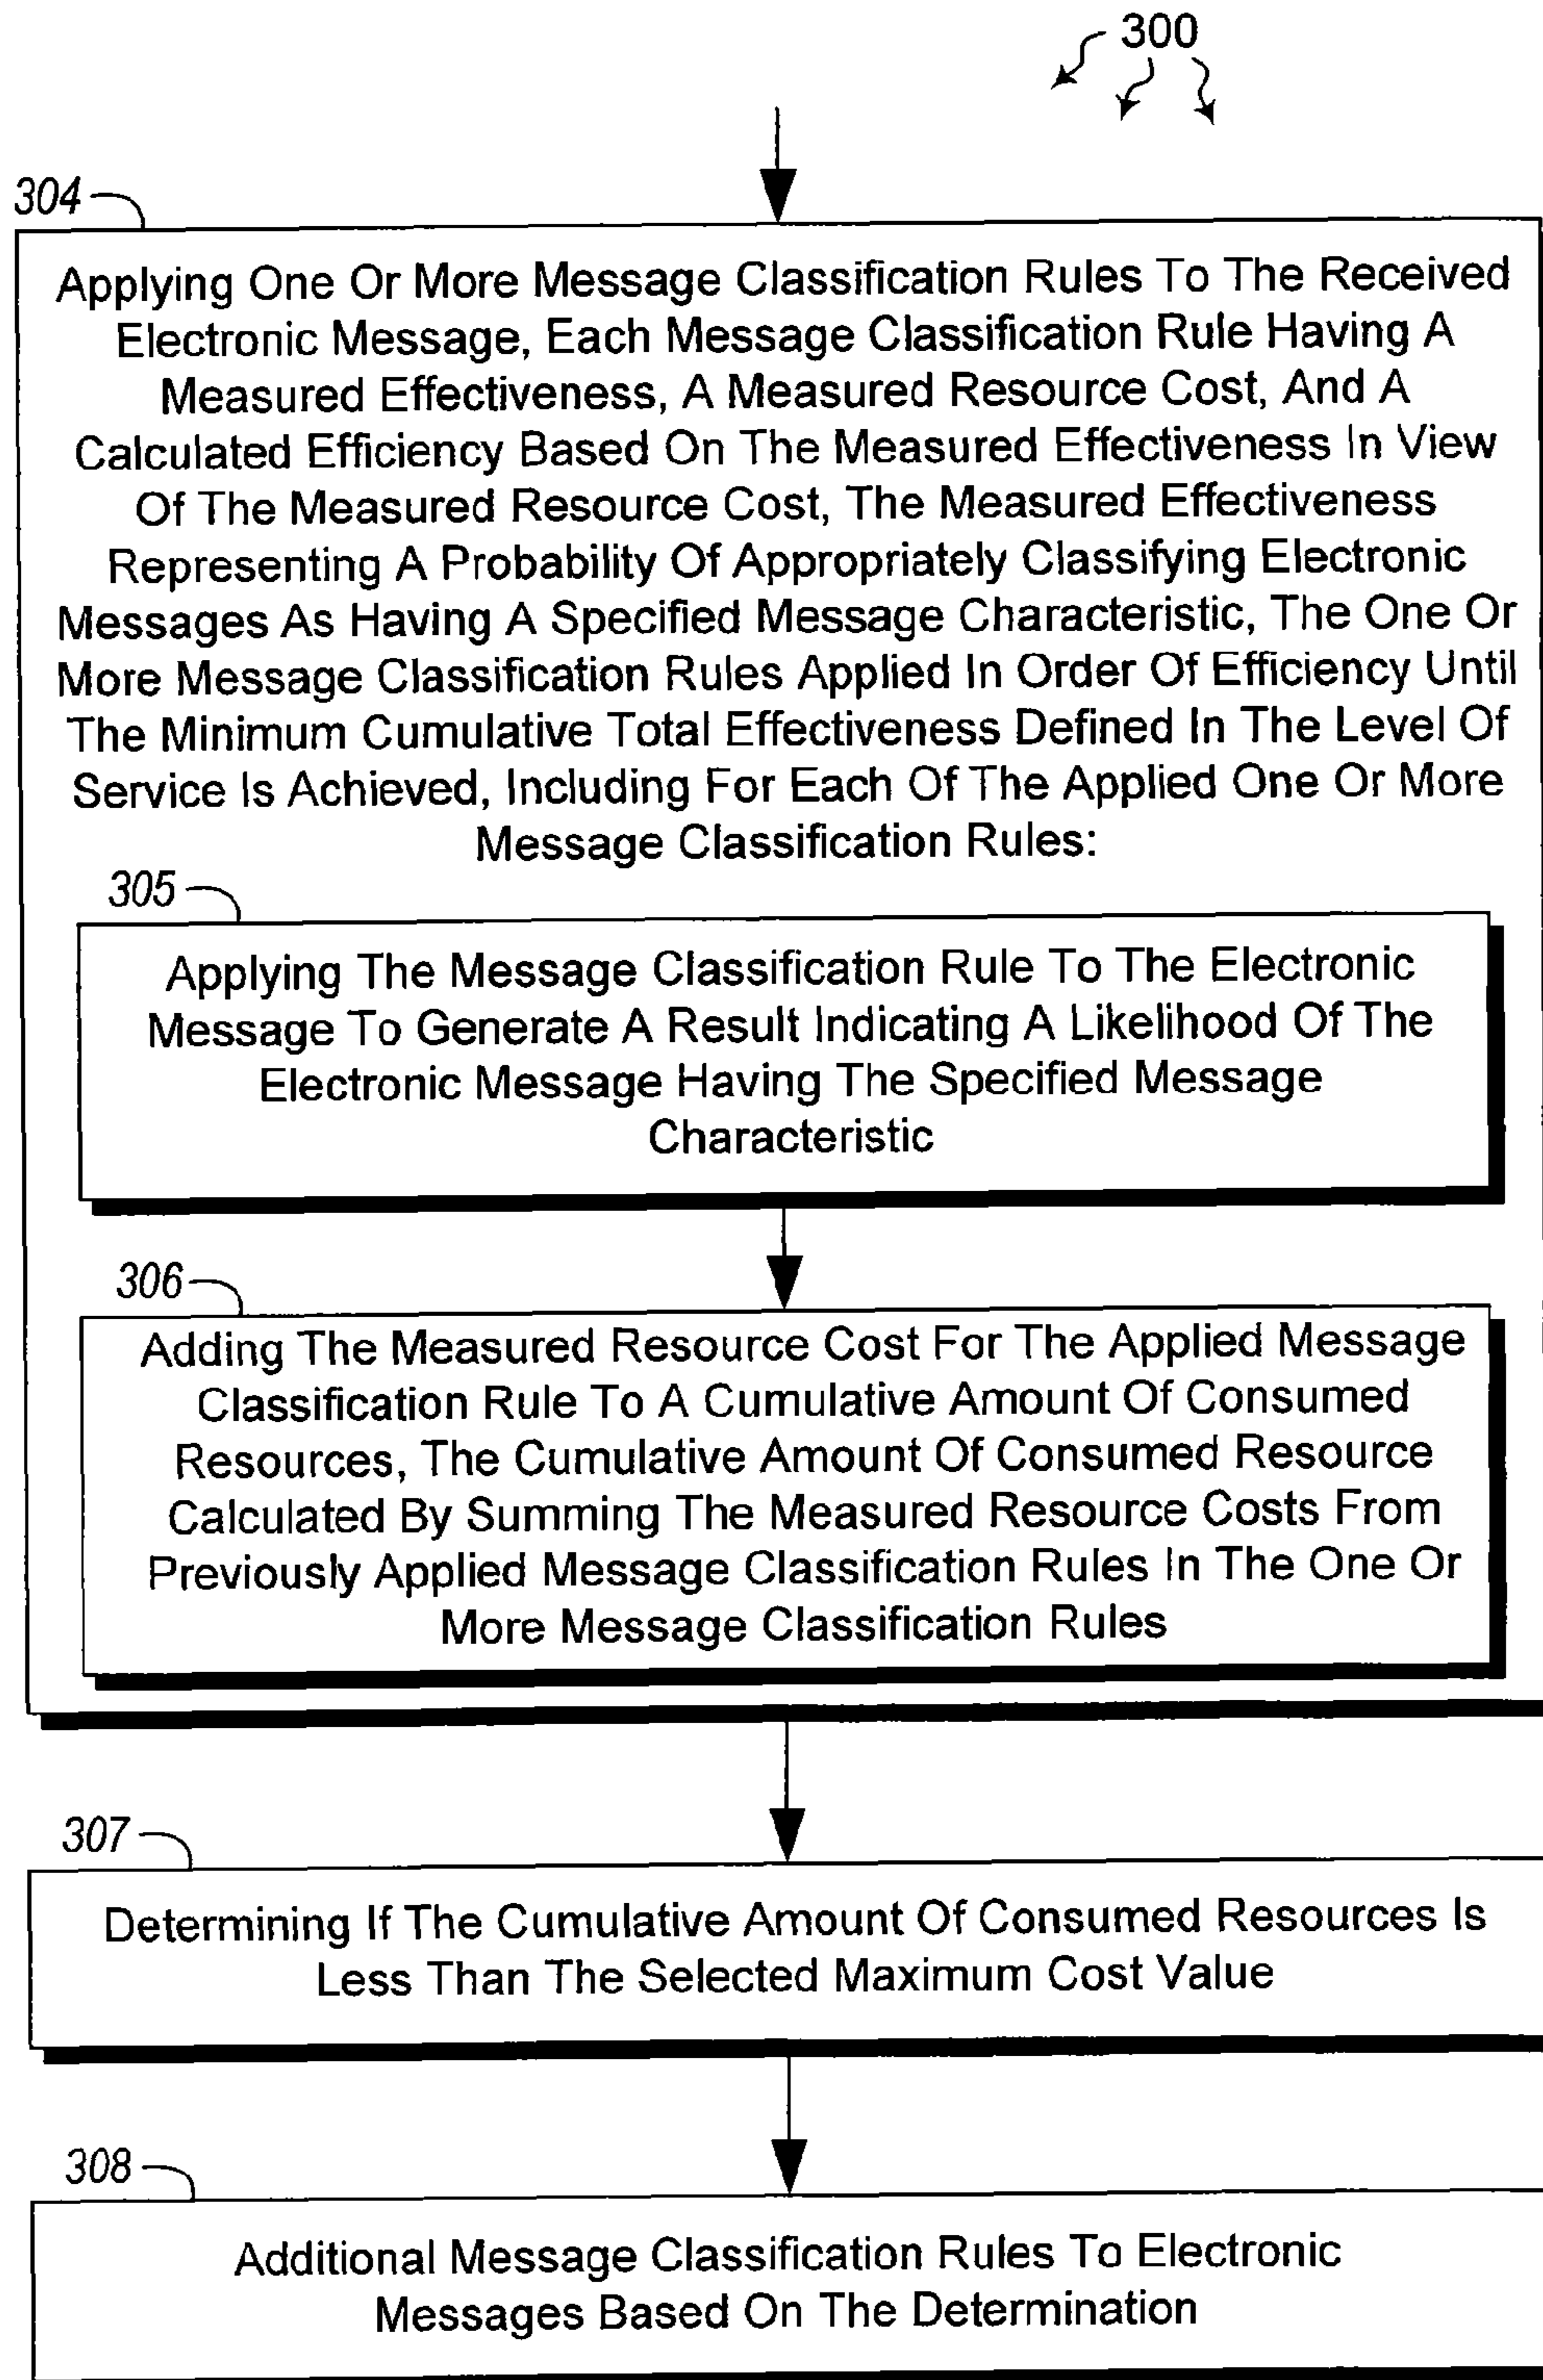 300
304
Applying One Or More Message Classification Rules To The Received
Electronic Message, Each Message Classification Rule Having A
Measured Effectiveness, A Measured Resource Cost, And A
Calculated Efficiency Based On The Measured Effectiveness In View
Of The Measured Resource Cost, The Measured Effectiveness
Representing A Probability Of Appropriately Classifying Electronic
Messages As Having A Specified Message Characteristic, The One Or
More Message Classification Rules Applied In Order Of Efficiency Until
The Minimum Cumulative Total Effectiveness Defined In The Level Of
Service Is Achieved, Including For Each Of The Applied One Or More
Message Classification Rules:
305
Applying The Message Classification Rule To The Electronic
Message To Generate A Result Indicating A Likelihood Of The
Electronic Message Having The Specified Message
Characteristic
306
Adding The Measured Resource Cost For The Applied Message
Classification Rule To A Cumulative Amount Of Consumed
Resources, The Cumulative Amount Of Consumed Resource
Calculated By Summing The Measured Resource Costs From
Previously Applied Message Classification Rules In The One Or
More Message Classification Rules
307
Determining If The Cumulative Amount Of Consumed Resources Is
Less Than The Selected Maximum Cost Value
308
Additional Message Classification Rules To Electronic
Messages Based On The Determination